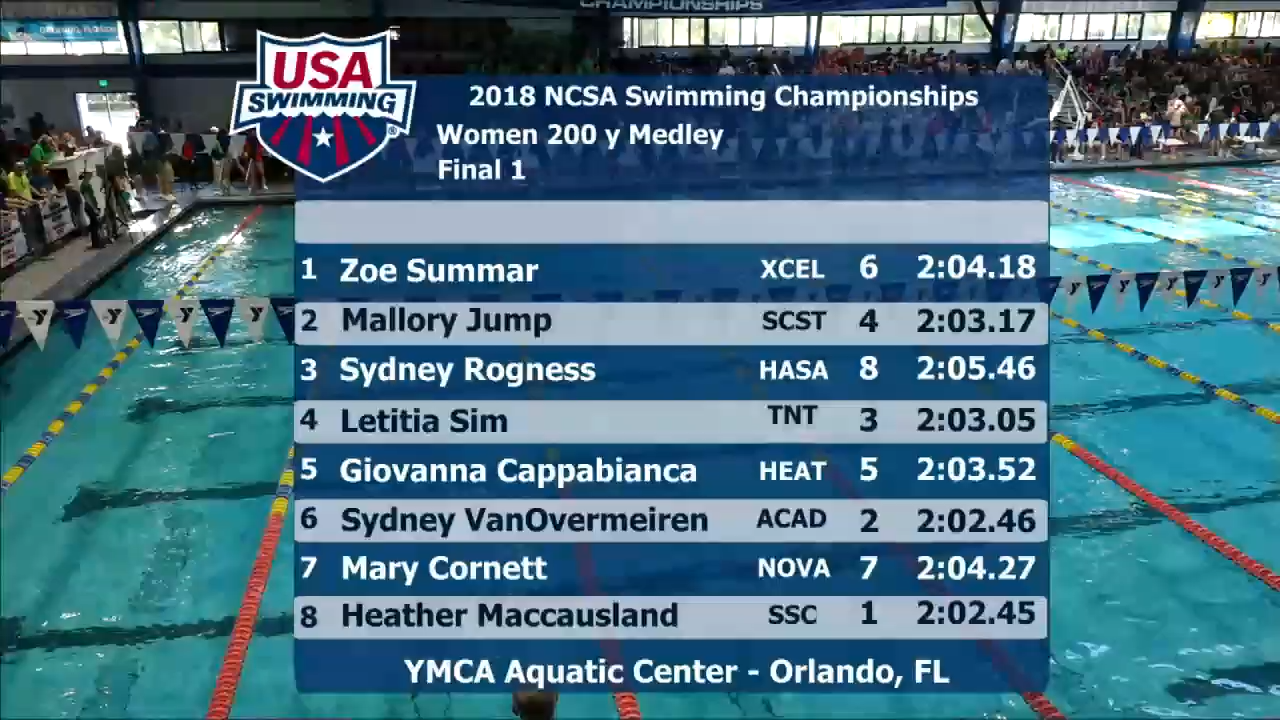 CHAMPIONSHIPS
USA
SWIMMING
®
2018 NCSA Swimming Championships
Women 200 y Medley
Final 1
1 Zoe Summar XCEL 6 2:04.18
2 Mallory Jump SCST 4 2:03.17
3 Sydney Rogness HASA 8 2:05.46
4 Letitia Sim TNT 3 2:03.05
5 Giovanna Cappabianca HEAT 5 2:03.52
6 Sydney VanOvermeiren ACAD 2 2:02.46
7 Mary Cornett NOVA 7 2:04.27
8 Heather Maccausland SSC 1 2:02.45
YMCA Aquatic Center - Orlando, FL